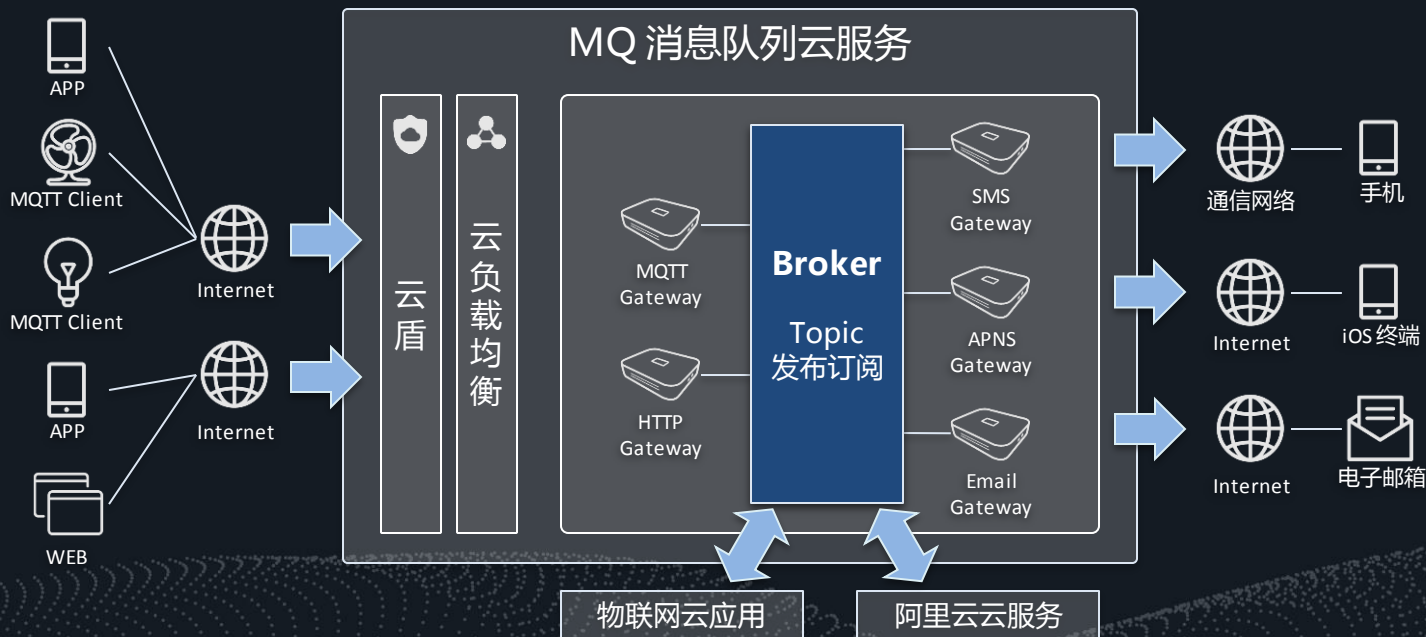 MQ 消息队列云服务
APP
MQTT Client
MQTT Client
Internet
APP
Internet
WEB
云盾
云负载均衡
MQTT
Gateway
HTTP
Gateway
Broker
Topic
发布订阅
SMS
Gateway
APNS
Gateway
Email
Gateway
通信网络
手机
Internet
iOS 终端
Internet
电子邮箱
物联网云应用
阿里云云服务